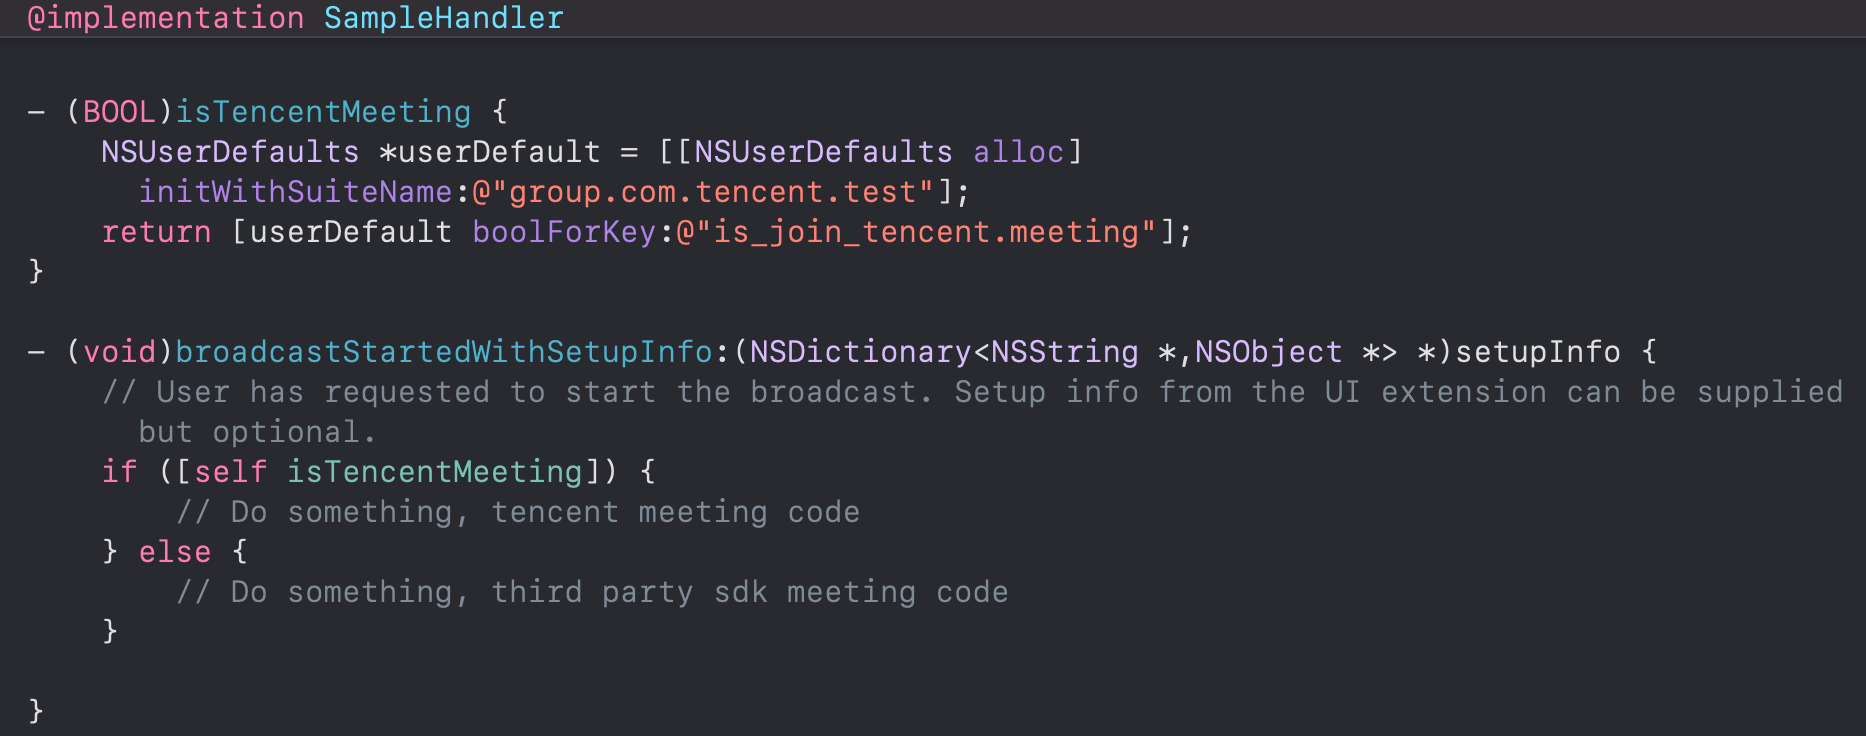 @implementation SampleHandler
- (BOOL)isTencentMeeting {
NSUserDefaults *userDefault = [[NSUserDefaults alloc]
initWithSuiteName:@"group.com.tencent.test"];
return [userDefault boolForKey:@"is_join_tencent.meeting"];
}
- (void)broadcastStartedWithSetupInfo:(NSDictionary<NSString *,NSObject *> *)setupInfo {
// User has requested to start the broadcast. Setup info from the UI extension can be supplied
but optional.
if ([self isTencentMeeting]) {
// Do something, tencent meeting code
} else {
// Do something, third party sdk meeting code
}
}